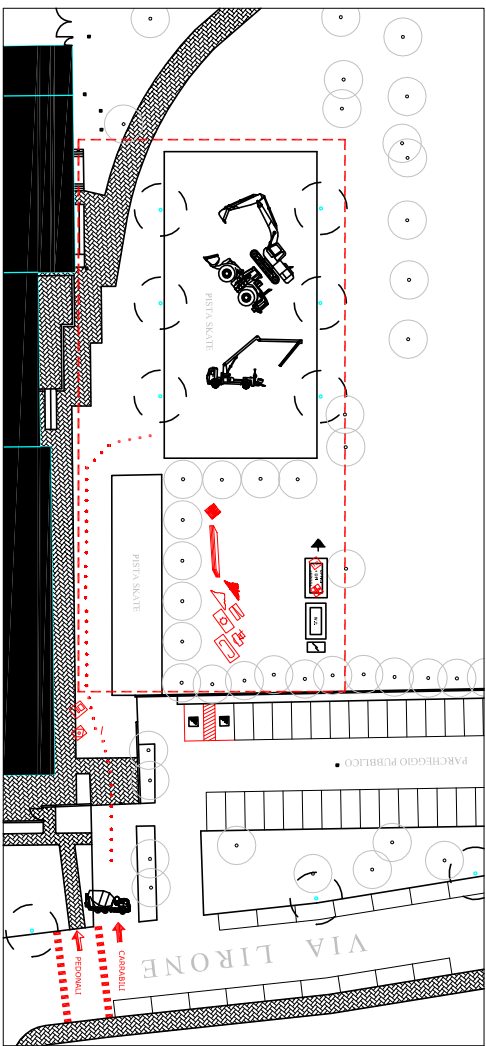 PISTA SKATE
PISTA SKATE
PARCHEGGIO PUBBLICO
VIA LIRONE
CARRABILI
PEDONALI